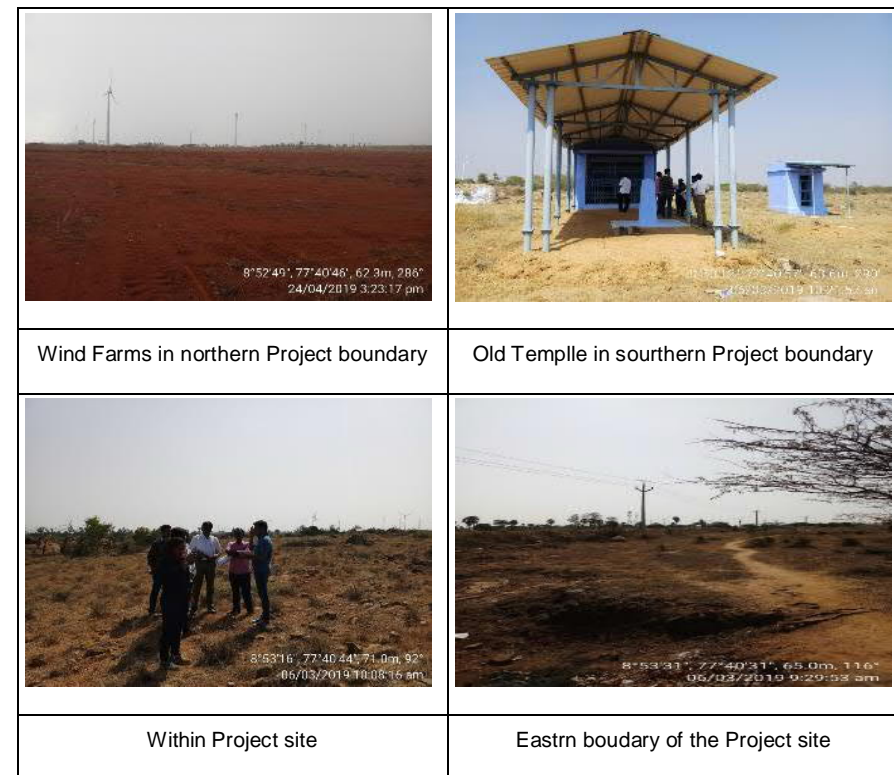 8°52'49", 77°40'46", 62.3m, 286°
24/04/2019 3:23:17 pm
Wind Farms in northern Project boundary
Old Templle in sourthern Project boundary
8°53'16", 77°40'44", 71.0m, 92°
06/03/2019 10:08:16 am
8°53'31", 77°40'31", 65.0m, 116°
06/03/2019 9:29:53 am
Within Project site
Eastrn boudary of the Project site